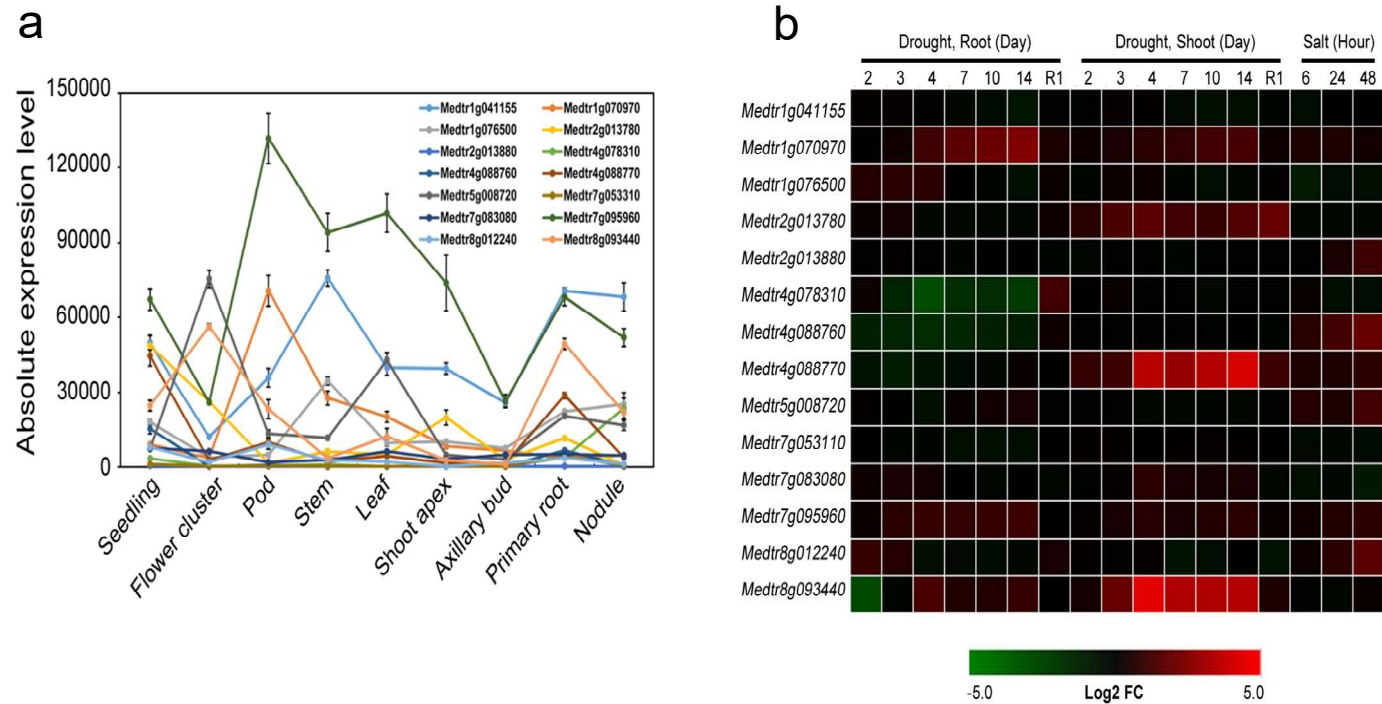 a
Absolute expression level
150000
120000
90000
60000
30000
0
Medtr1g041155 Medtr1g070970
Medtr1g076500 Medtr2g013780
Medtr2g013880 Medtr4g078310
Medtr4g088760 Medtr4g088770
Medtr5g008720 Medtr7g053310
Medtr7g083080 Medtr7g095960
Medtr8g012240 Medtr8g093440
Seedling
Flower cluster
Pod
Stem
Leaf
Shoot apex
Axillary bud
Primary root
Nodule
b
Drought, Root (Day) Drought, Shoot (Day) Salt (Hour)
2 3 4 7 10 14 R1 2 3 4 7 10 14 R1 6 24 48
Medtr1g041155
Medtr1g070970
Medtr1g076500
Medtr2g013780
Medtr2g013880
Medtr4g078310
Medtr4g088760
Medtr4g088770
Medtr5g008720
Medtr7g053110
Medtr7g083080
Medtr7g095960
Medtr8g012240
Medtr8g093440
-5.0 Log2 FC 5.0